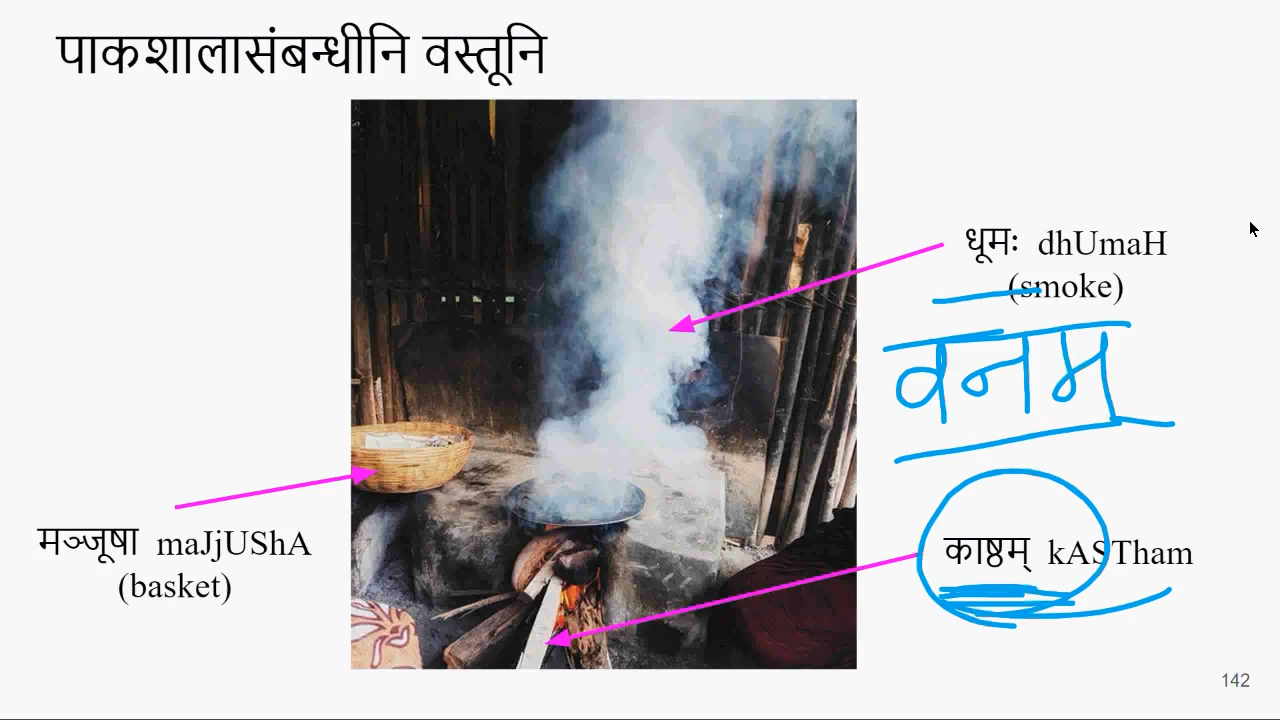 पाकशालासंबन्धीनि वस्तूनि
धूमः dhUmaH
(smoke)
वनम्
मञ्जूषा maJjUShA
(basket)
काष्ठम् kASTham
142